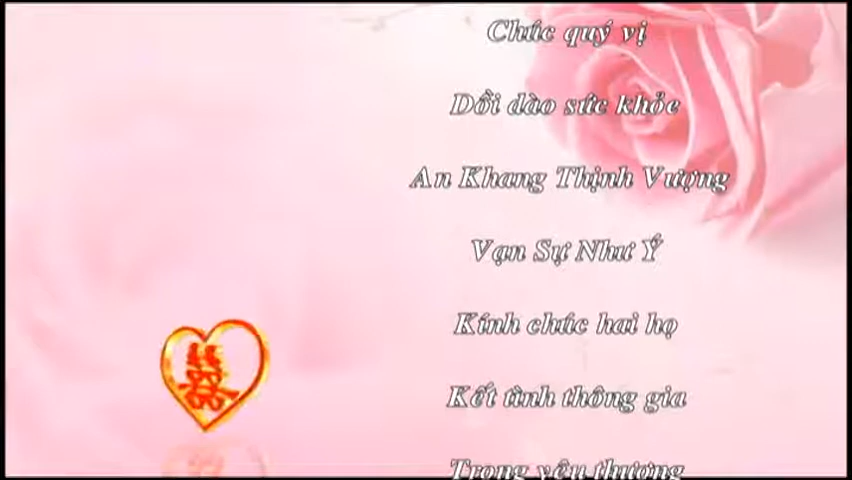 Chúc quý vị
Dồi dào sức khỏe
An Khang Thịnh Vượng
Vạn Sự Như Ý
Kính chúc hai họ
Kết tình thông gia
Trong yêu thương